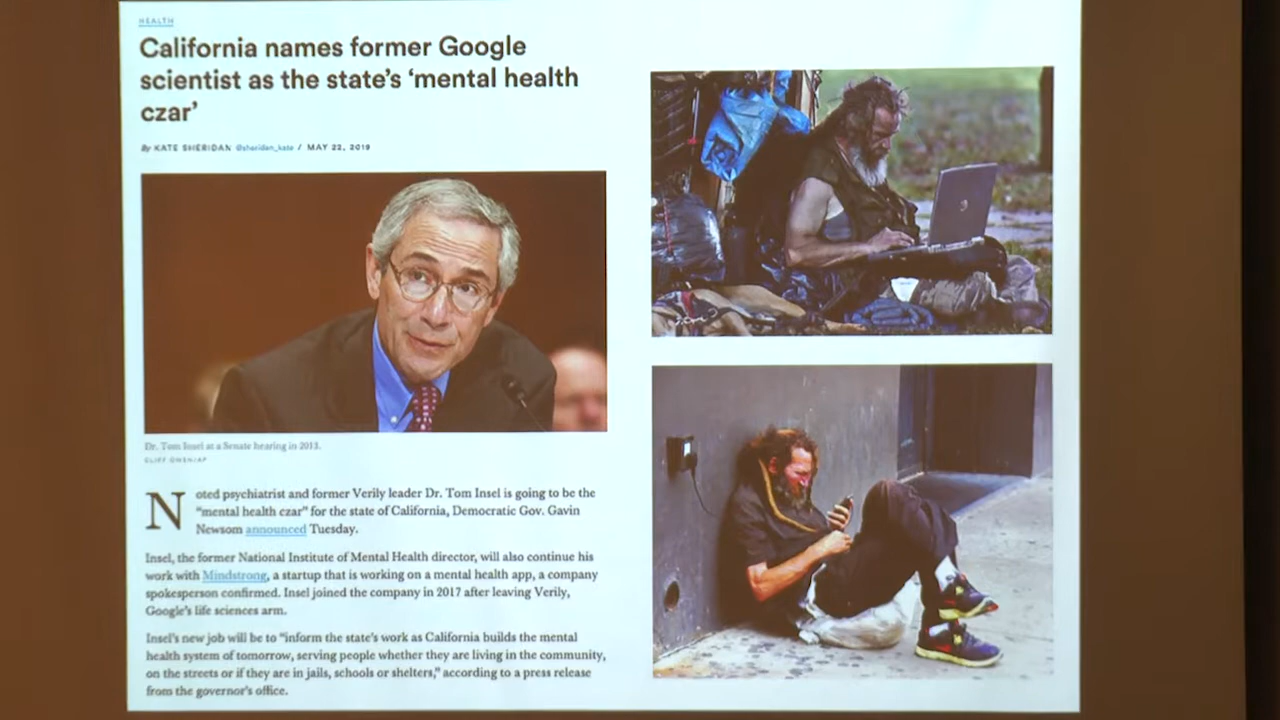 HEALTH
California names former Google
scientist as the state's 'mental health
czar'
By KATE SHERIDAN @sheridan_kate / MAY 22, 2019
Dr. Tom Insel at a Senate hearing in 2013.
CLIFF OWEN/AP
Noted psychiatrist and former Verily leader Dr. Tom Insel is going to be the
"mental health czar" for the state of California, Democratic Gov. Gavin
Newsom announced Tuesday.
Insel, the former National Institute of Mental Health director, will also continue his
work with Mindstrong, a startup that is working on a mental health app, a company
spokesperson confirmed. Insel joined the company in 2017 after leaving Verily,
Google's life sciences arm.
Insel's new job will be to "inform the state's work as California builds the mental
health system of tomorrow, serving people whether they are living in the community,
on the streets or if they are in jails, schools or shelters," according to a press release
from the governor's office.